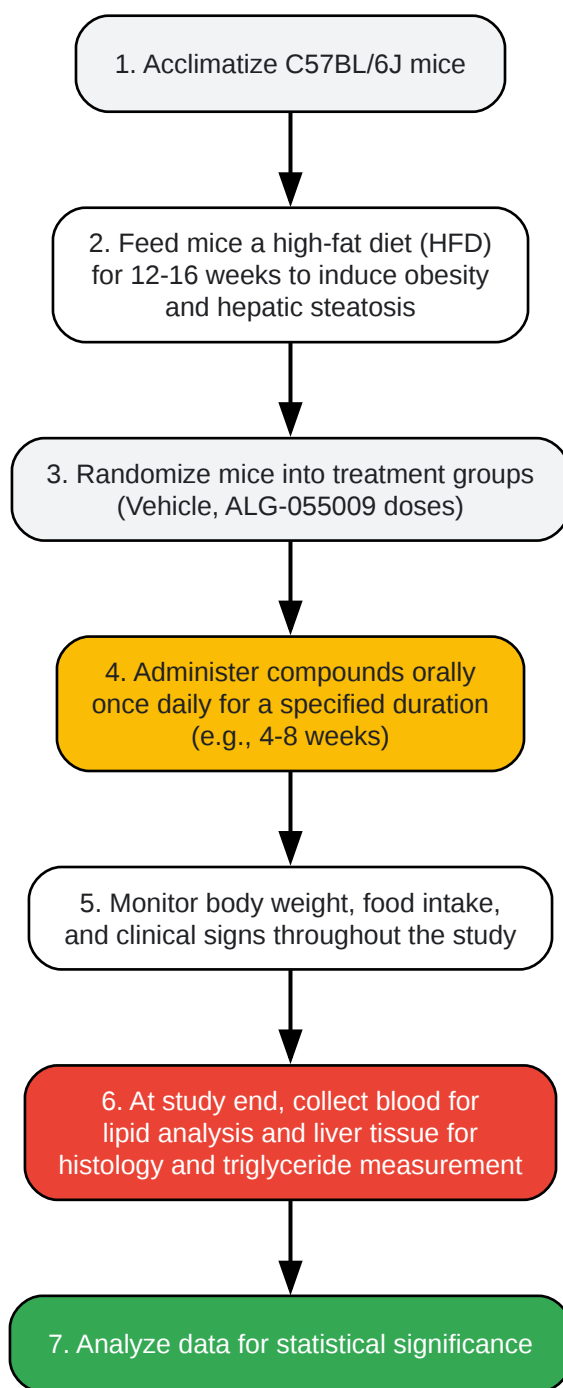 1. Acclimatize C57BL/6J mice
2. Feed mice a high-fat diet (HFD)
for 12-16 weeks to induce obesity
and hepatic steatosis
3. Randomize mice into treatment groups
(Vehicle, ALG-055009 doses)
4. Administer compounds orally
once daily for a specified duration
(e.g., 4-8 weeks)
5. Monitor body weight, food intake,
and clinical signs throughout the study
6. At study end, collect blood for
lipid analysis and liver tissue for
histology and triglyceride measurement
7. Analyze data for statistical significance